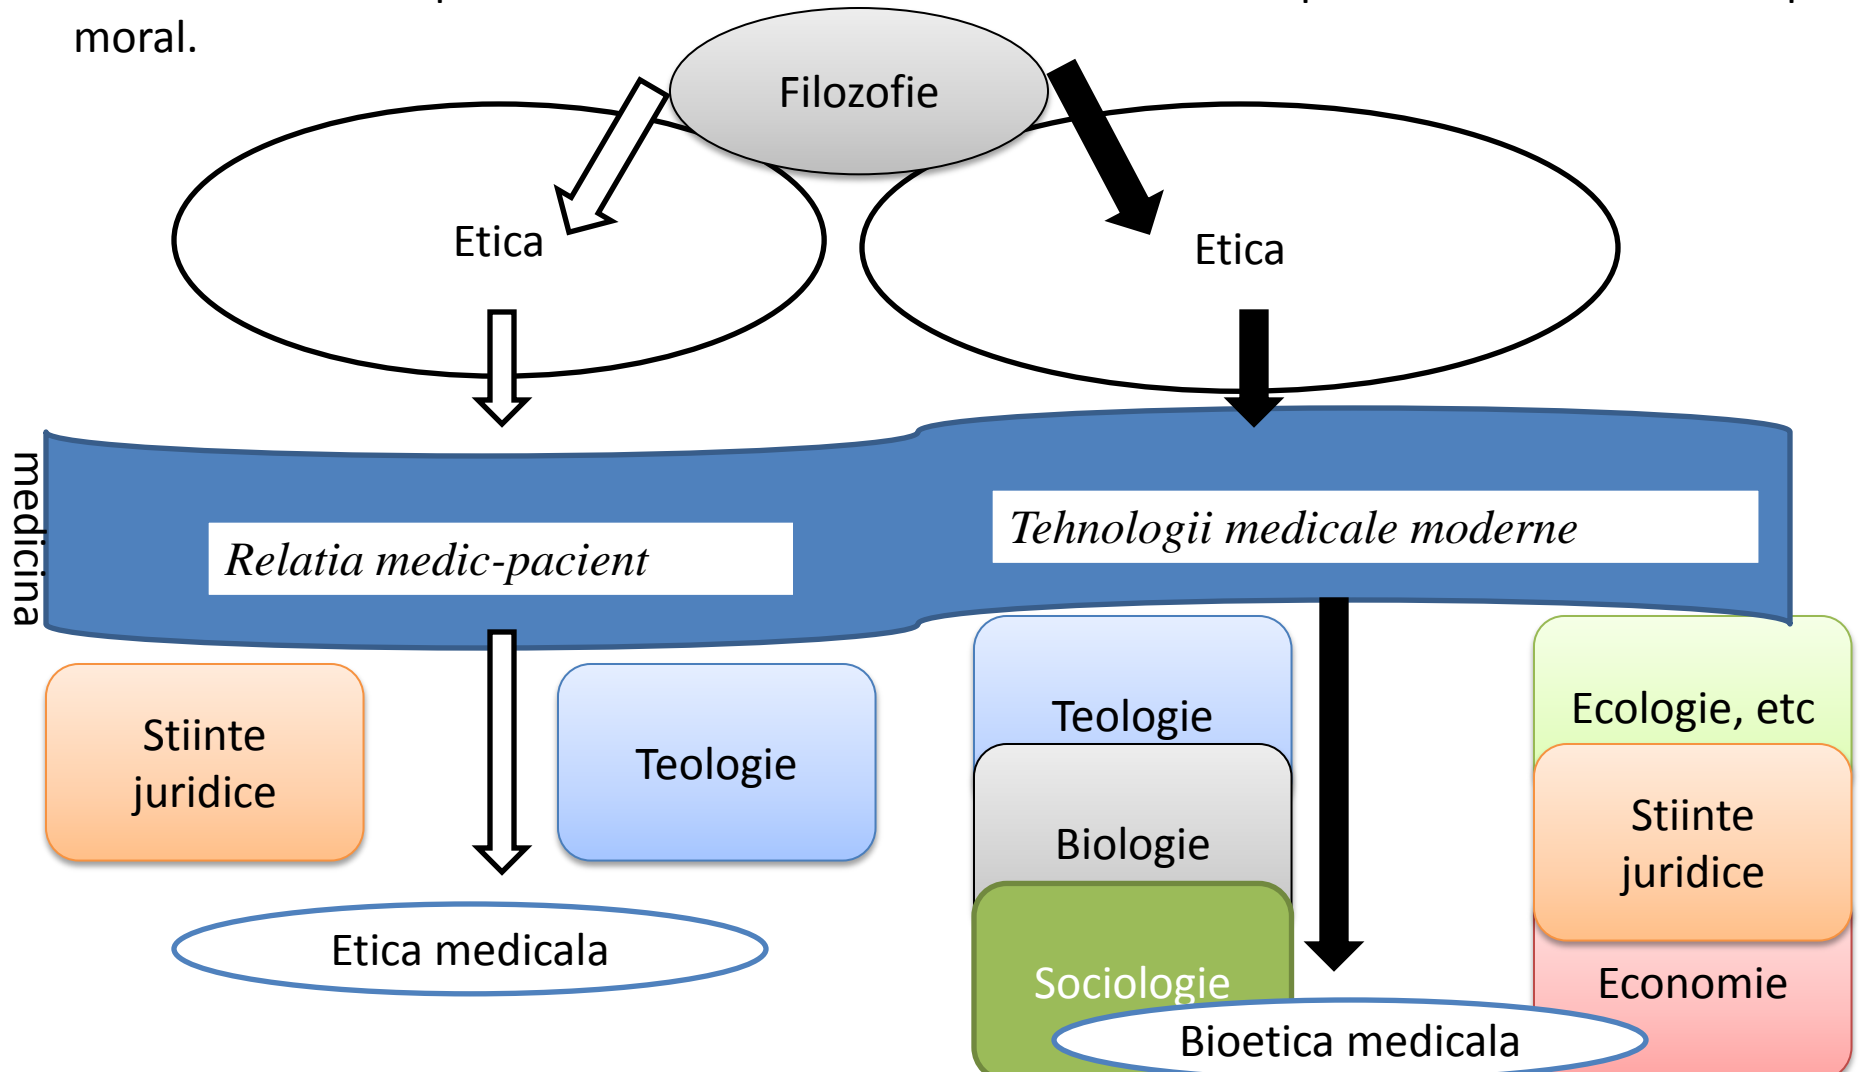 moral.
Filozofie
Etica
Etica
medicina
Relatia medic-pacient
Tehnologii medicale moderne
Stiinte
juridice
Teologie
Teologie
Biologie
Sociologie
Ecologie, etc
Stiinte
juridice
Economie
Etica medicala
Bioetica medicala